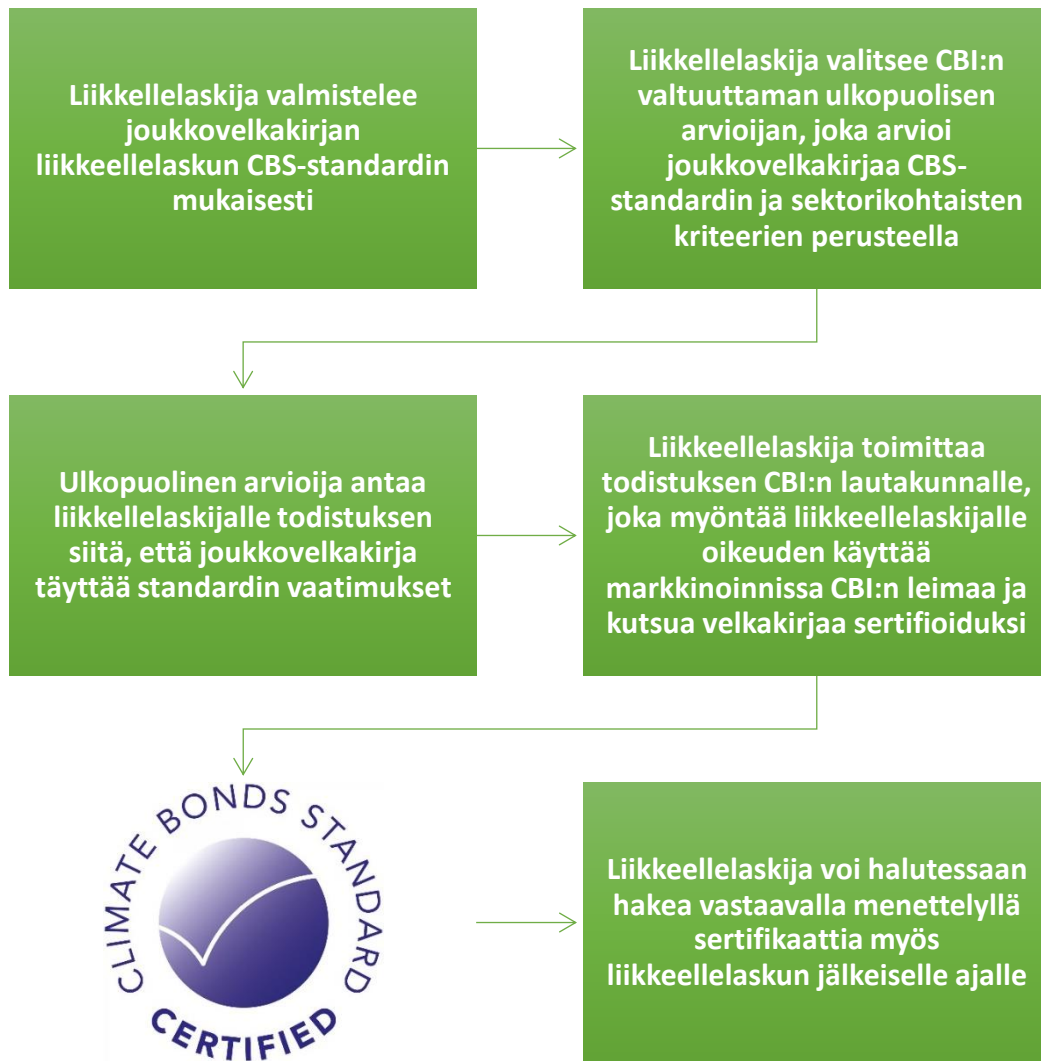 Liikkellelaskija valmistelee
joukkovelkakirjan
liikkeellelaskun CBS-standardin
mukaisesti
Liikkellelaskija valitsee CBI:n
valtuuttaman ulkopuolisen
arvioijan, joka arvioi
joukkovelkakirjaa CBS-
standardin ja sektorikohtaisten
kriteerien perusteella
Ulkopuolinen arvioija antaa
liikkellelaskijalle todistuksen
siitä, että joukkovelkakirja
täyttää standardin vaatimukset
Liikkeellelaskija toimittaa
todistuksen CBI:n lautakunnalle,
joka myöntää liikkeellelaskijalle
oikeuden käyttää
markkinoinnissa CBI:n leimaa ja
kutsua velkakirjaa sertifioiduksi
CLIMATE BONDS STANDARD
CERTIFIED
Liikkeellelaskija voi halutessaan
hakea vastaavalla menettelyllä
sertifikaattia myös
liikkeellelaskun jälkeiselle ajalle